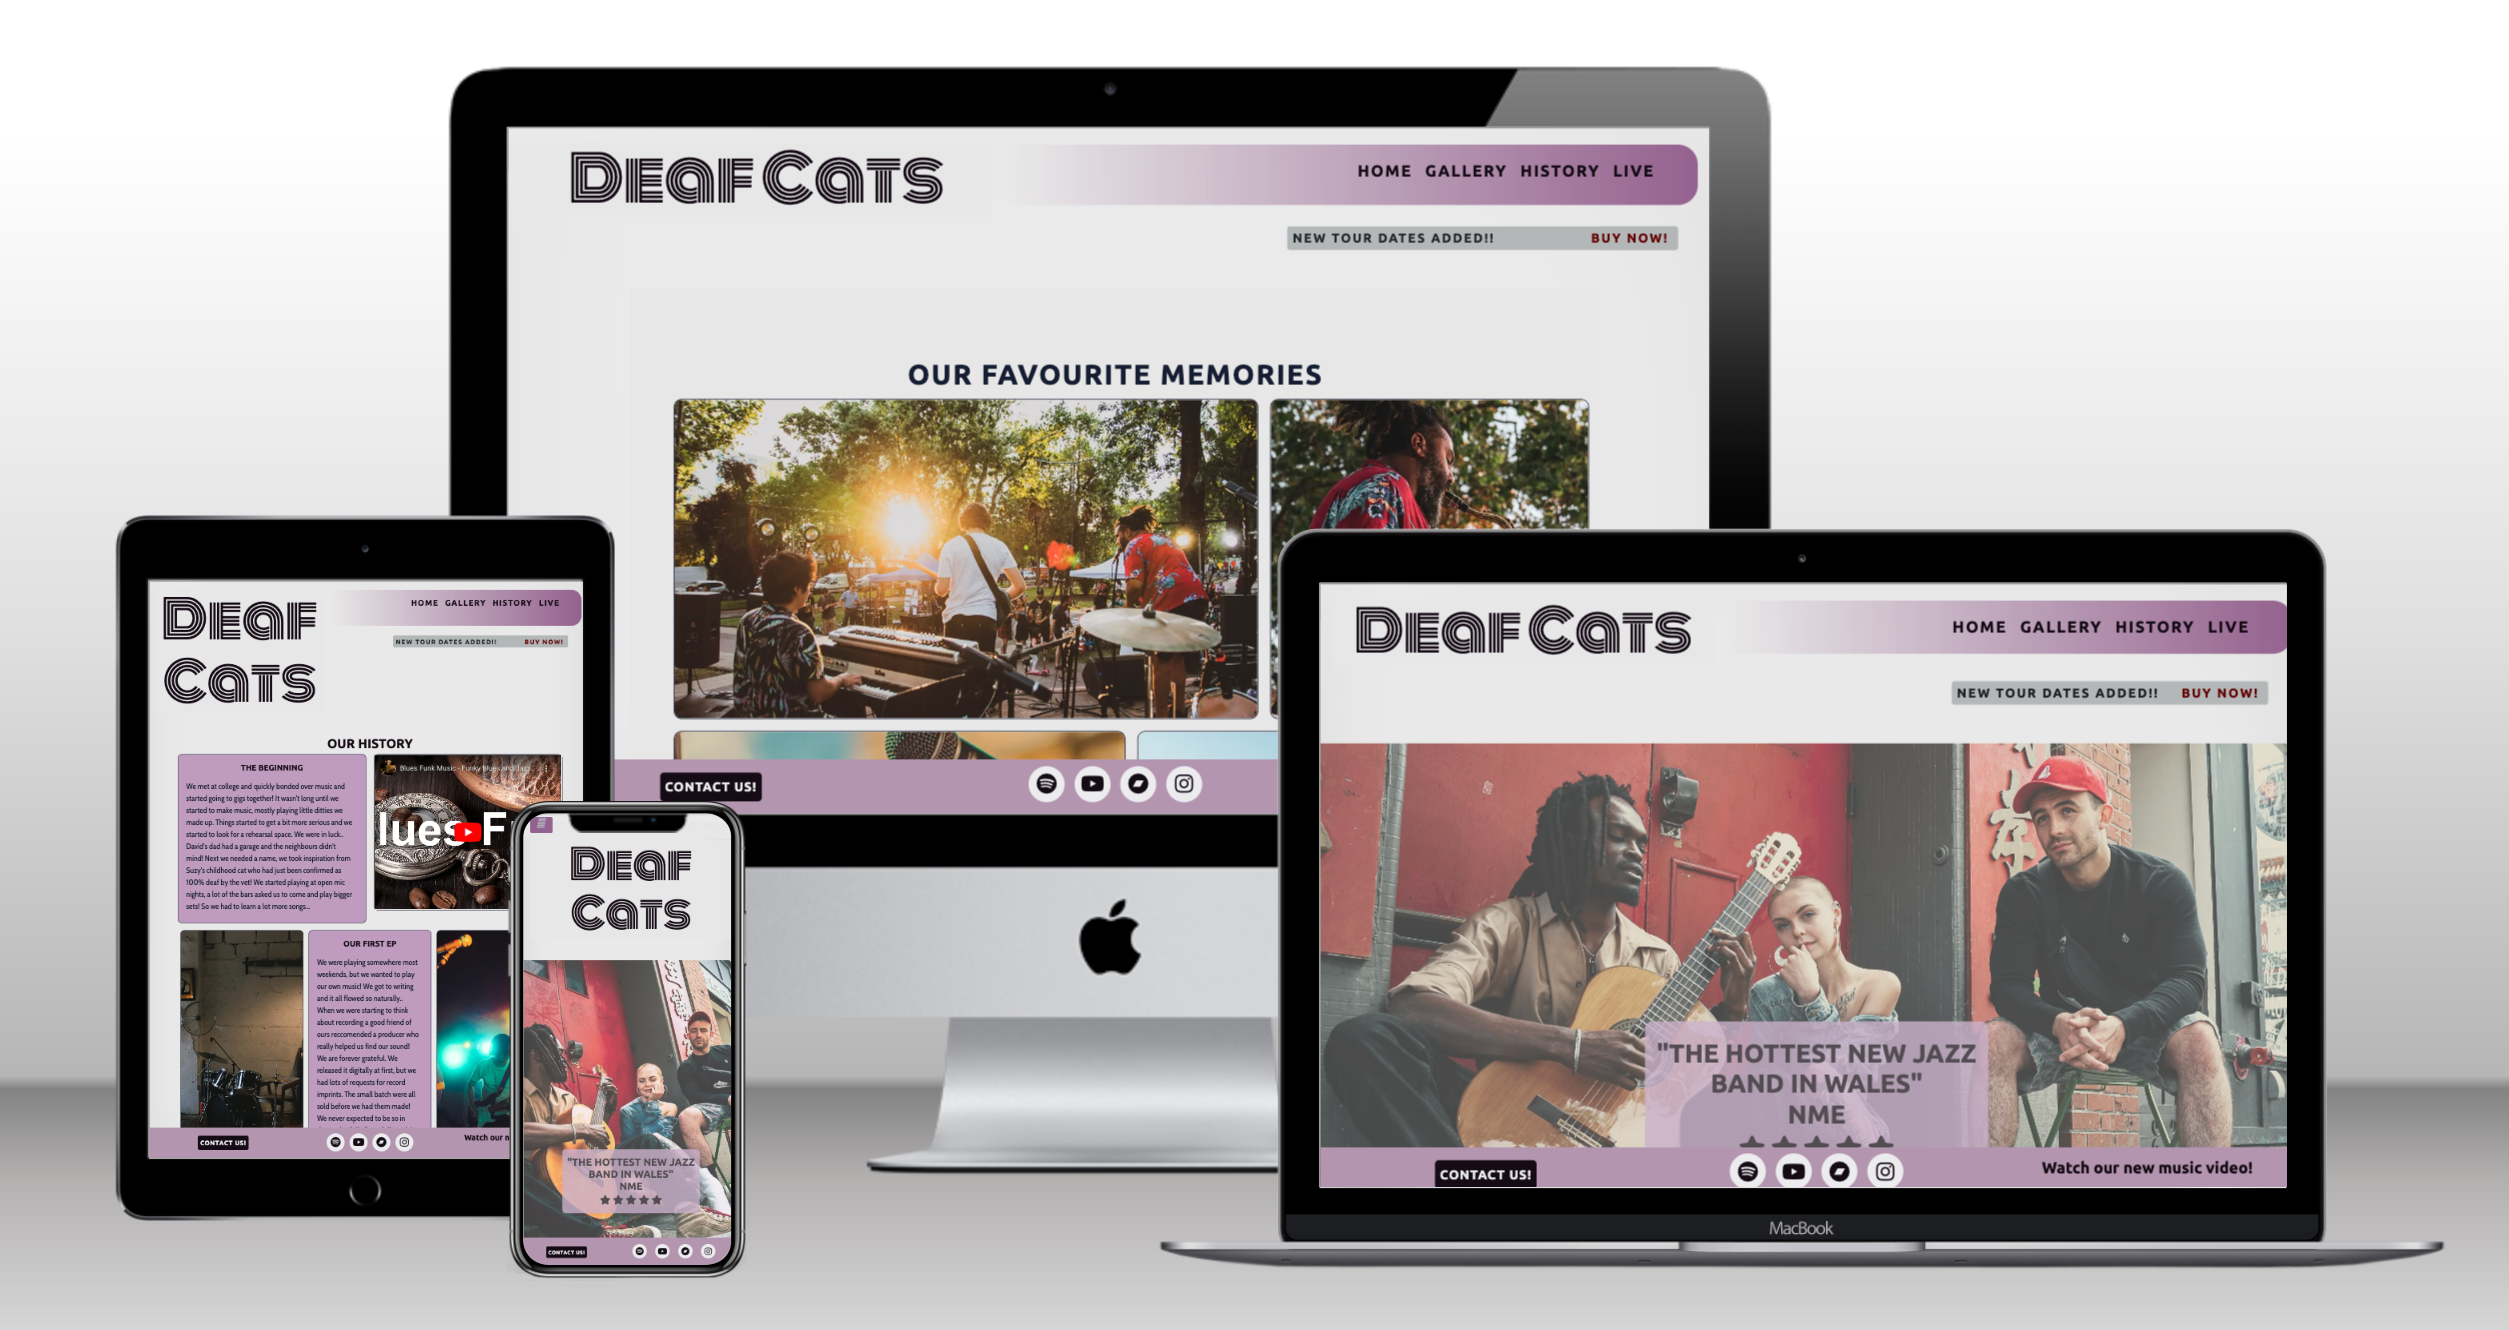 DEaF CaTS
HOME GALLERY HISTORY LIVE
NEW TOUR DATES ADDED!! BUY NOW!
OUR FAVOURITE MEMORIES
CONTACT US!
DEaF
CaTS
HOME GALLERY HISTORY LIVE
NEW TOUR DATES ADDED!! BUY NOW!
OUR HISTORY
THE BEGINNING
We met at college and quickly bonded over music and
started going to gigs together! It wasn't long until we
started to make music, mostly playing little ditties we
made up. Things started to get a bit more serious and we
started to look for a rehearsal space. We were in luck..
David's dad had a garage and the neighbours didn't
mind! Next we needed a name, we took inspiration from
Suzy's childhood cat who had just been confirmed as
100% deaf by the vet! We started playing at open mic
nights, a lot of the bars asked us to come and play bigger
sets! So we had to learn a lot more songs...
Blues Funk Music - Funky Blues and Jazz...
lues F
OUR FIRST EP
We were playing somewhere most
weekends, but we wanted to play
our own music! We got to writing
and it all flowed so naturally..
When we were starting to think
about recording a good friend of
ours reccomended a producer who
really helped us find our sound!
We are forever grateful. We
released it digitally at first, but we
had lots of requests for record
imprints. The small batch were all
sold before we had them made!
We never expected to be so in
CONTACT US!
Watch our n
DEaF
CaTS
"THE HOTTEST NEW JAZZ
BAND IN WALES"
NME
CONTACT US!
DEaF CaTS
HOME GALLERY HISTORY LIVE
NEW TOUR DATES ADDED!! BUY NOW!
"THE HOTTEST NEW JAZZ
BAND IN WALES"
NME
CONTACT US!
Watch our new music video!
MacBook